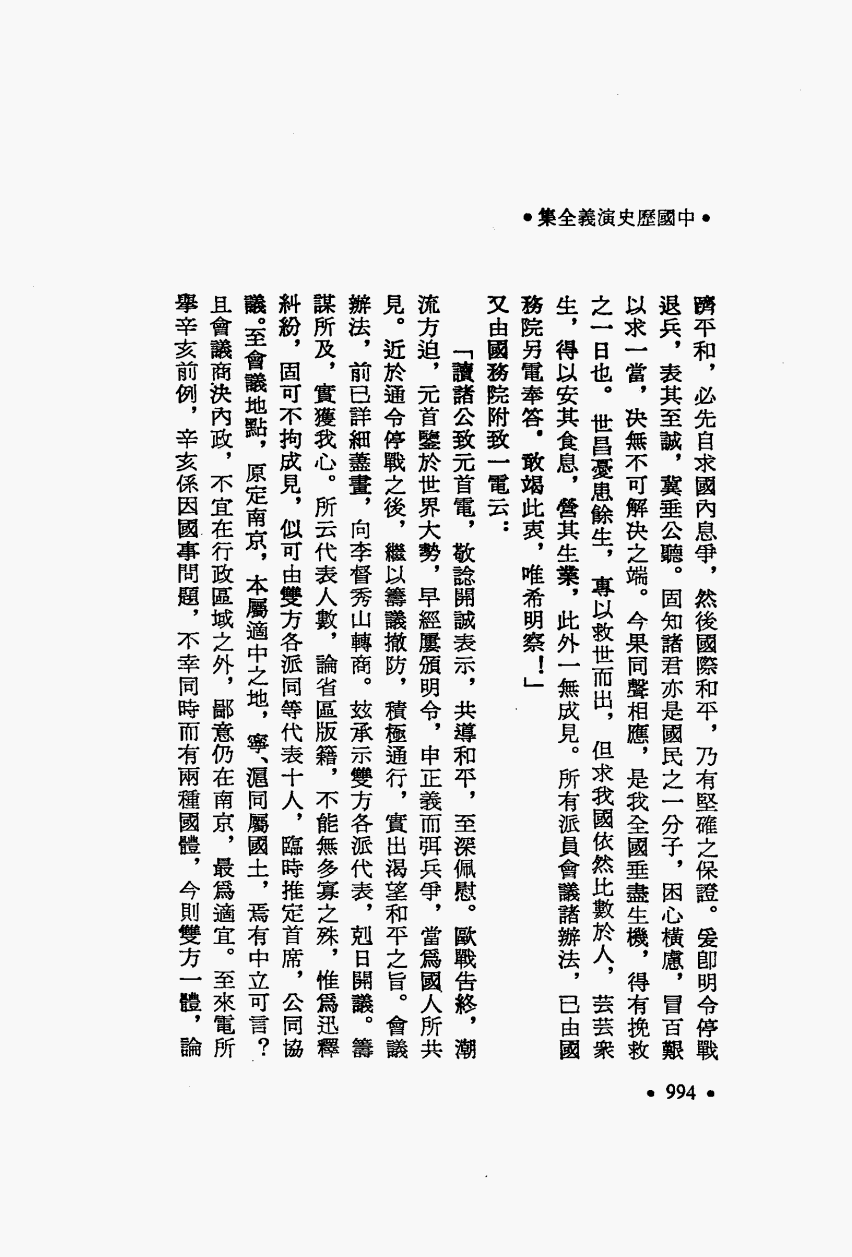 •中國歷史演義全集•
躋平和，必先自求國內息爭，然後國際和平，乃有堅確之保證。爰卽明令停戰
退兵，表其至誠，冀垂公聽。固知諸君亦是國民之一分子，困心橫慮，冒百艱
以求一當，决無不可解决之端。今果同聲相應，是我全國垂盡生機，得有挽救
之一日也。世昌憂患餘生，專以救世而出，但求我國依然比數於人，芸芸衆
生，得以安其食息，營其生業，此外一無成見。所有派員會議諸辦法，已由國
務院另電奉答．敢竭此衷，唯希明察！」
又由國務院附致一電云：
「讀諸公致元首電，敬諗開誠表示，共導和平，至深佩慰。歐戰告終，潮
流方迫，元首鑒於世界大勢，早經屢頒明令，申正義而弭兵爭，當爲國人所共
見。近於通令停戰之後，繼以籌議撤防，積極通行，實出渴望和平之旨。會議
辦法，前已詳細蓋畫，向李督秀山轉商。玆承示雙方各派代表，剋日開議。籌
謀所及，實獲我心。所云代表人數，論省區版籍，不能無多寡之殊，惟爲迅釋
糾紛，固可不拘成見，似可由雙方各派同等代表十人，臨時推定首席，公同協
議。至會議地點，原定南京，本屬適中之地，寧、滬同屬國土，焉有中立可言？
且會議商決內政，不宜在行政區域之外，鄙意仍在南京，最爲適宜。至來電所
舉辛亥前例，辛亥係因國事問題，不幸同時而有兩種國體，今則雙方一體，論
•994•